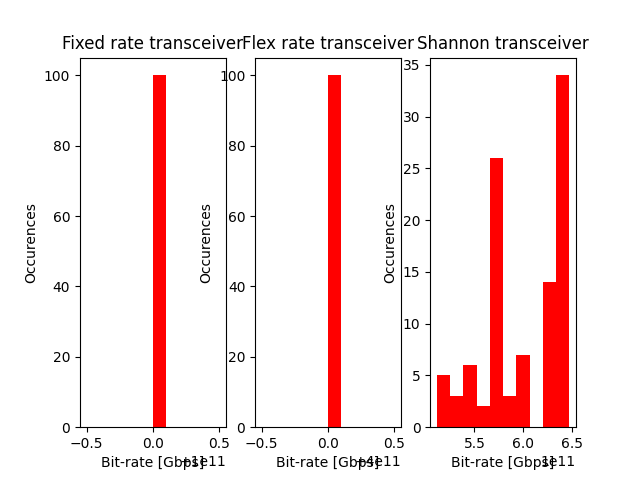 Fixed rate transceiver
Flex rate transceiver
Shannon transceiver
Occurences
100
80
60
40
20
0
−0.5
0.0
0.5
Bit-rate [Gbps]
+1e11
Occurences
100
80
60
40
20
0
−0.5
0.0
0.5
Bit-rate [Gbps]
+4e11
Occurences
35
30
25
20
15
10
5
0
5.5
6.0
6.5
Bit-rate [Gbps]
1e11